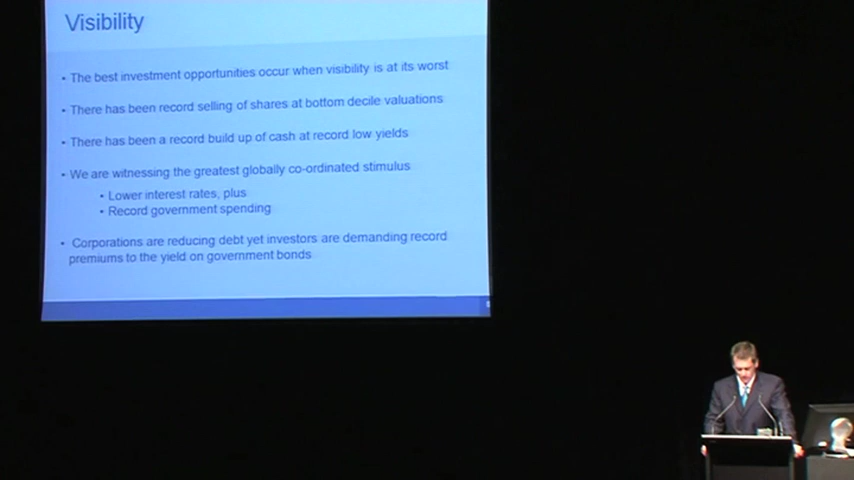 Visibility
• The best investment opportunities occur when visibility is at its worst
• There has been record selling of shares at bottom decile valuations
• There has been a record build up of cash at record low yields
• We are witnessing the greatest globally co-ordinated stimulus
• Lower interest rates, plus
• Record government spending
• Corporations are reducing debt yet investors are demanding record
premiums to the yield on government bonds